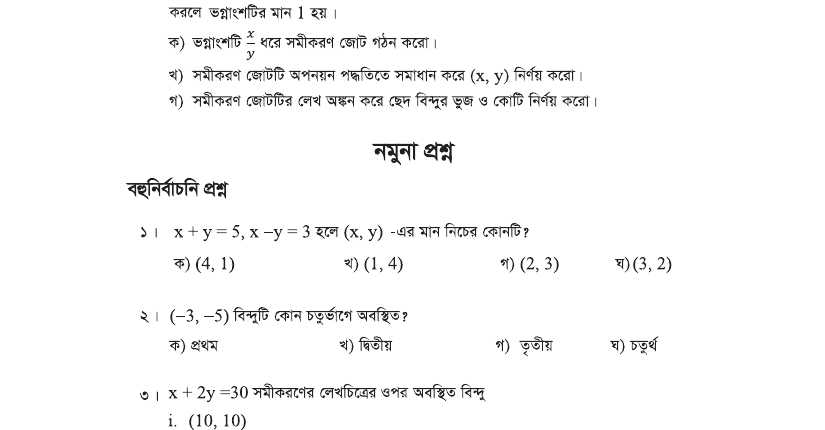 করলে ভগ্নাংশটির মান 1 হয়।
ক) ভগ্নাংশটি x/y ধরে সমীকরণ জোট গঠন করো।
খ) সমীকরণ জোটটি অপনয়ন পদ্ধতিতে সমাধান করে (x, y) নির্ণয় করো।
গ) সমীকরণ জোটটির লেখ অঙ্কন করে ছেদ বিন্দুর ভুজ ও কোটি নির্ণয় করো।
নমুনা প্রশ্ন
বহুনির্বাচনি প্রশ্ন
১। x + y = 5, x –y = 3 হলে (x, y) -এর মান নিচের কোনটি?
ক) (4, 1) খ) (1, 4) গ) (2, 3) ঘ) (3, 2)
২। (–3, –5) বিন্দুটি কোন চতুর্ভাগে অবস্থিত?
ক) প্রথম খ) দ্বিতীয় গ) তৃতীয় ঘ) চতুর্থ
৩। x + 2y =30 সমীকরণের লেখচিত্রের ওপর অবস্থিত বিন্দু
i. (10, 10)